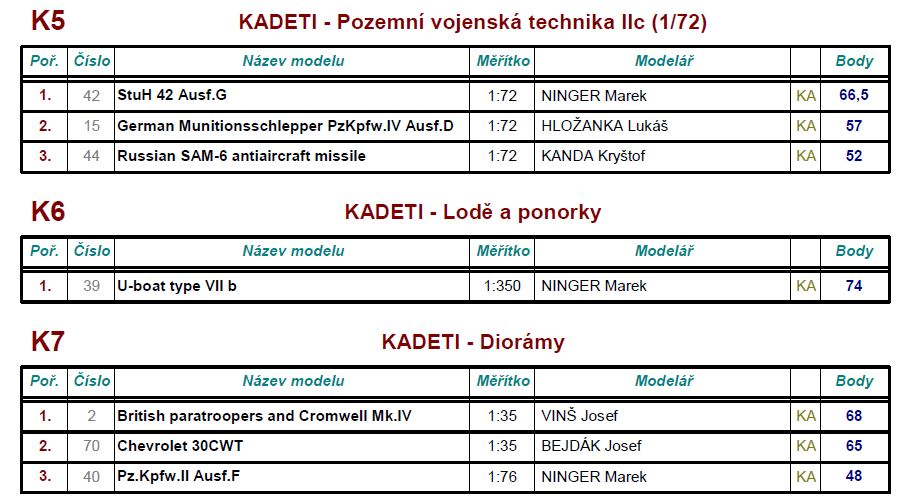 K5 KADETI - Pozemní vojenská technika IIc (1/72)
Poř. Číslo Název modelu Měřítko Modelář Body
1. 42 StuH 42 Ausf.G 1:72 NINGER Marek KA 66,5
2. 15 German Munitionsschlepper PzKpfw.IV Ausf.D 1:72 HLOŽANKA Lukáš KA 57
3. 44 Russian SAM-6 antiaircraft missile 1:72 KANDA Kryštof KA 52
K6 KADETI - Lodě a ponorky
Poř. Číslo Název modelu Měřítko Modelář Body
1. 39 U-boat type VII b 1:350 NINGER Marek KA 74
K7 KADETI - Diorámy
Poř. Číslo Název modelu Měřítko Modelář Body
1. 2 British paratroopers and Cromwell Mk.IV 1:35 VINŠ Josef KA 68
2. 70 Chevrolet 30CWT 1:35 BEJDÁK Josef KA 65
3. 40 Pz.Kpfw.II Ausf.F 1:76 NINGER Marek KA 48